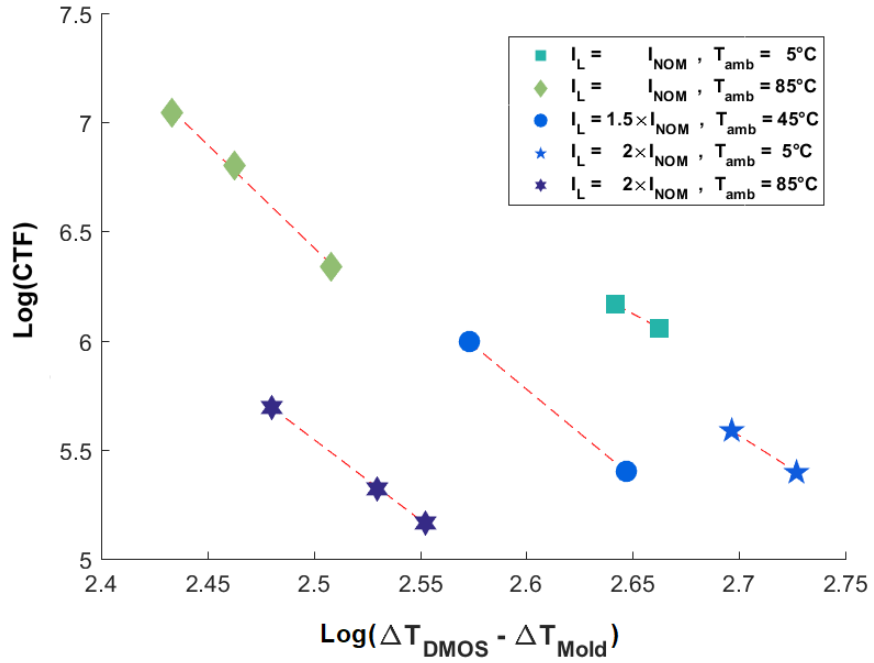 7.5
7
6.5
6
5.5
5
Log(CTF)
I_L = I_NOM , T_amb = 5°C
I_L = I_NOM , T_amb = 85°C
I_L = 1.5×I_NOM , T_amb = 45°C
I_L = 2×I_NOM , T_amb = 5°C
I_L = 2×I_NOM , T_amb = 85°C
2.4 2.45 2.5 2.55 2.6 2.65 2.7 2.75
Log(ΔT_DMOS - ΔT_Mold)